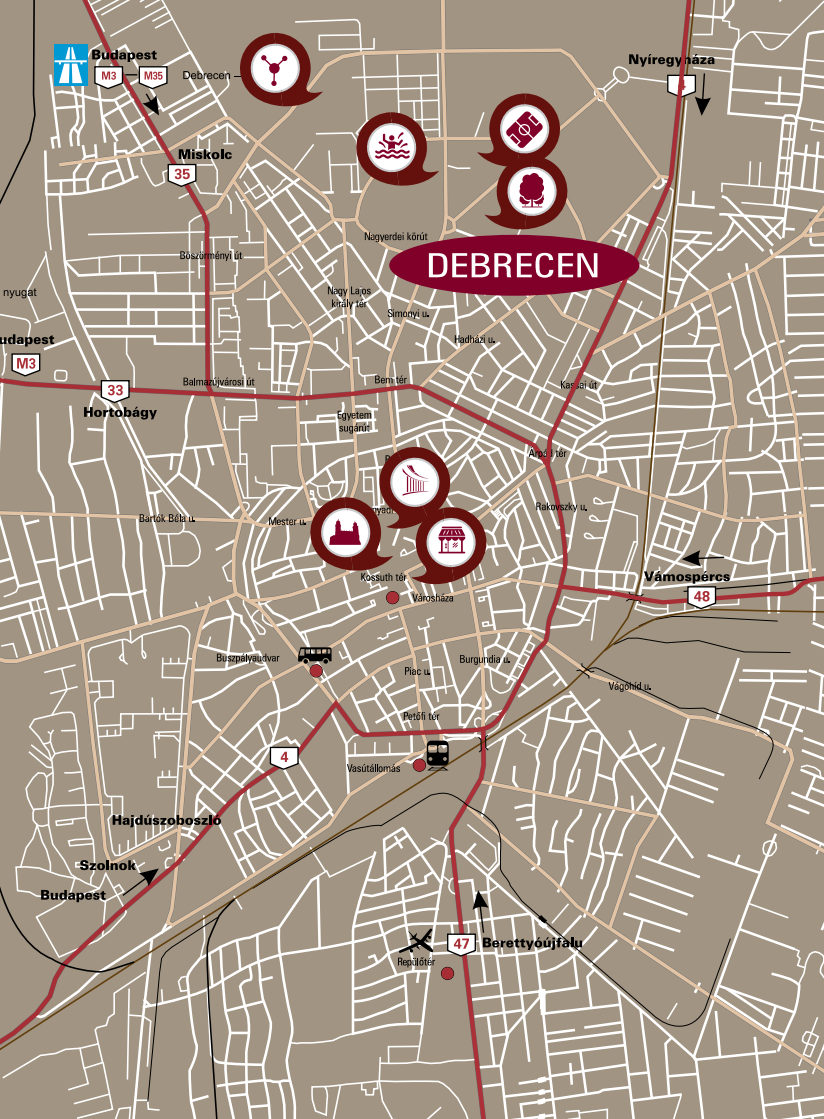 Budapest
M3
M35
Debrecen
Nyíregyháza
4
Miskolc
35
Nagyerdei körút
Böszörményi út
DEBRECEN
nyugat
Nagy Lajos
király tér
Simonyi u.
Hadházi u.
udapest
M3
33
Balmazújvárosi út
Bem tér
Kassai út
Hortobágy
Egyetem
sugárút
Árpád tér
Rakovszky u.
Bartók Béla u.
Mester u.
Kossuth tér
Városháza
Vámospércs
48
Buszpályaudvar
Piac u.
Burgundia u.
Vágóhíd u.
Petőfi tér
4
Vasútállomás
Hajdúszoboszló
Szolnok
Budapest
47
Berettyóújfalu
Repülőtér